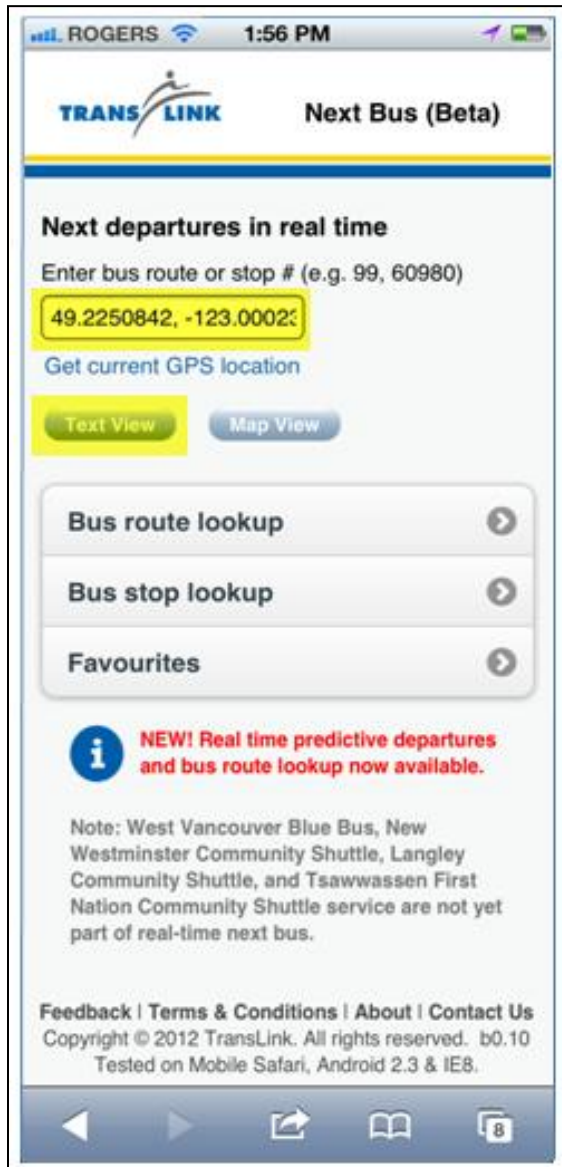 ROGERS 1:56 PM
TRANS LINK Next Bus (Beta)
Next departures in real time
Enter bus route or stop # (e.g. 99, 60980)
49.2250842, -123.00023
Get current GPS location
Text View Map View
Bus route lookup
Bus stop lookup
Favourites
i NEW! Real time predictive departures
and bus route lookup now available.
Note: West Vancouver Blue Bus, New
Westminster Community Shuttle, Langley
Community Shuttle, and Tsawwassen First
Nation Community Shuttle service are not yet
part of real-time next bus.
Feedback | Terms & Conditions | About | Contact Us
Copyright © 2012 TransLink. All rights reserved. b0.10
Tested on Mobile Safari, Android 2.3 & IE8.
8